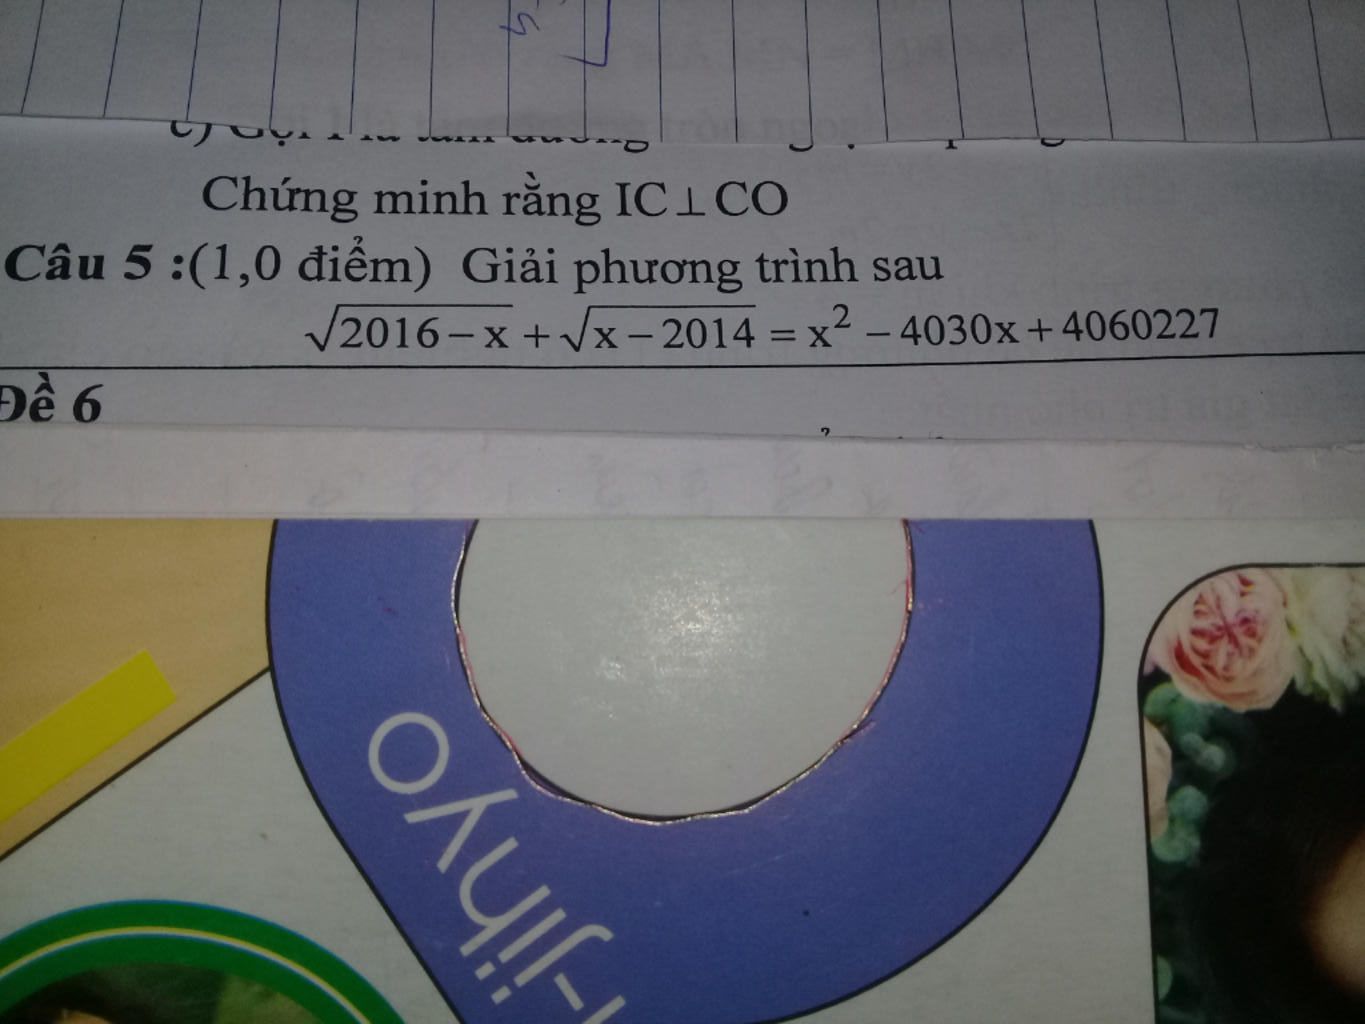 Chứng minh rằng IC⊥CO
Câu 5 :(1,0 điểm) Giải phương trình sau
√(2016 – x) + √(x – 2014) = x² – 4030x + 4060227
Đề 6